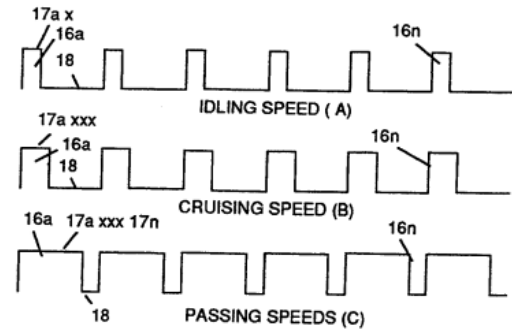 17a x
16a
16n
18
IDLING SPEED ( A)
17a xxx
16a
16n
18
CRUISING SPEED (B)
16a 17a xxx 17n
16n
18
PASSING SPEEDS (C)